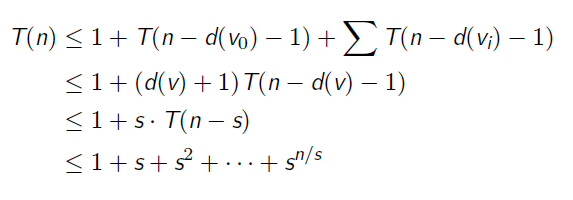 T(n) ≤ 1 + T(n − d(v₀) − 1) + ∑ T(n − d(vᵢ) − 1)
≤ 1 + (d(v) + 1) T(n − d(v) − 1)
≤ 1 + s · T(n − s)
≤ 1 + s + s² + · · · + s^{n/s}